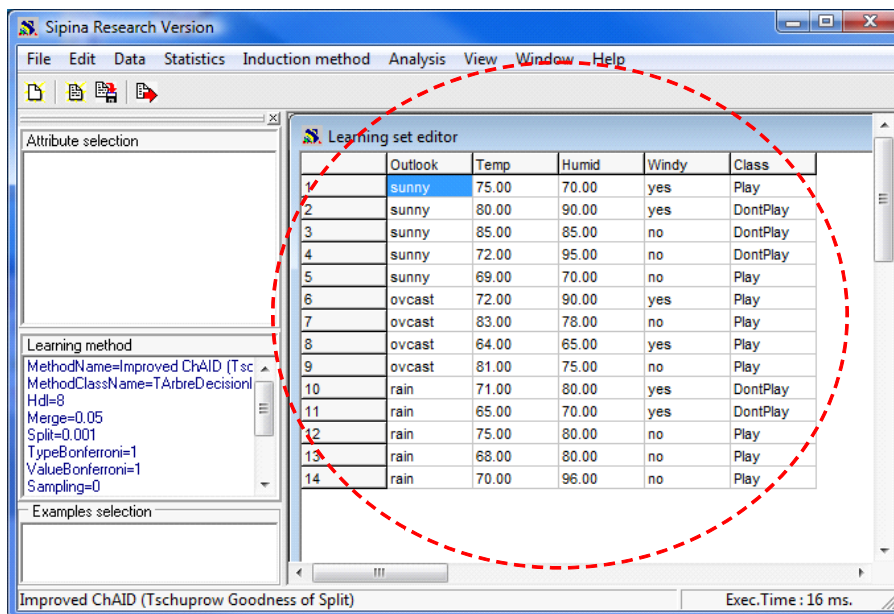 Sipina Research Version
File Edit Data Statistics Induction method Analysis View Window Help
Attribute selection
Learning method
MethodName=Improved ChAID (Tsc
MethodClassName=TArbreDecisionI
Hdl=8
Merge=0.05
Split=0.001
TypeBonferroni=1
ValueBonferroni=1
Sampling=0
Examples selection
Learning set editor
Outlook Temp Humid Windy Class
1 sunny 75.00 70.00 yes Play
2 sunny 80.00 90.00 yes DontPlay
3 sunny 85.00 85.00 no DontPlay
4 sunny 72.00 95.00 no DontPlay
5 sunny 69.00 70.00 no Play
6 ovcast 72.00 90.00 yes Play
7 ovcast 83.00 78.00 no Play
8 ovcast 64.00 65.00 yes Play
9 ovcast 81.00 75.00 no Play
10 rain 71.00 80.00 yes DontPlay
11 rain 65.00 70.00 yes DontPlay
12 rain 75.00 80.00 no Play
13 rain 68.00 80.00 no Play
14 rain 70.00 96.00 no Play
Improved ChAID (Tschuprow Goodness of Split) Exec.Time : 16 ms.